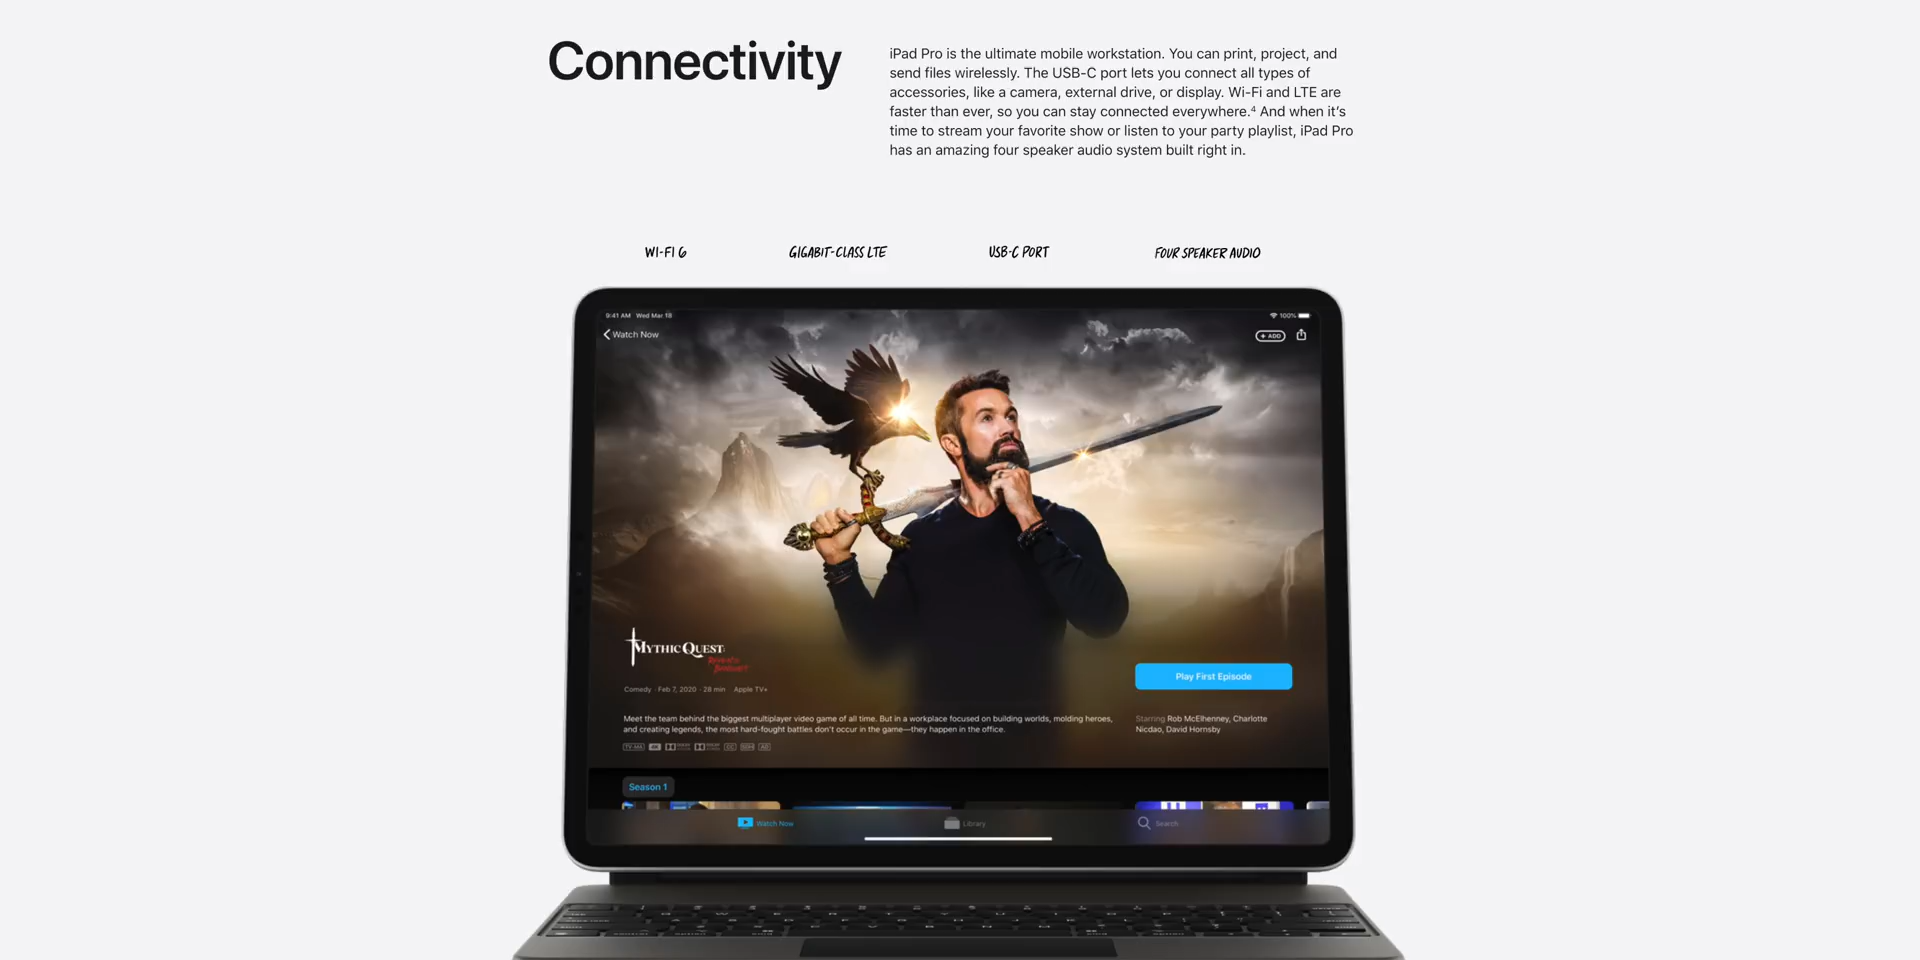 Connectivity
iPad Pro is the ultimate mobile workstation. You can print, project, and
send files wirelessly. The USB-C port lets you connect all types of
accessories, like a camera, external drive, or display. Wi-Fi and LTE are
faster than ever, so you can stay connected everywhere.⁴ And when it’s
time to stream your favorite show or listen to your party playlist, iPad Pro
has an amazing four speaker audio system built right in.
WI-FI 6
GIGABIT-CLASS LTE
USB-C PORT
FOUR SPEAKER AUDIO
9:41 AM Wed Mar 18
100%
Watch Now
+ ADD
MYTHIC QUEST:
RAVEN'S
BANQUET
Comedy · Feb 7, 2020 · 28 min Apple TV+
Play First Episode
Meet the team behind the biggest multiplayer video game of all time. But in a workplace focused on building worlds, molding heroes,
and creating legends, the most hard-fought battles don't occur in the game—they happen in the office.
Starring Rob McElhenney, Charlotte
Nicdao, David Hornsby
TV-MA 4K CC SDH AD
Season 1
Watch Now
Library
Search